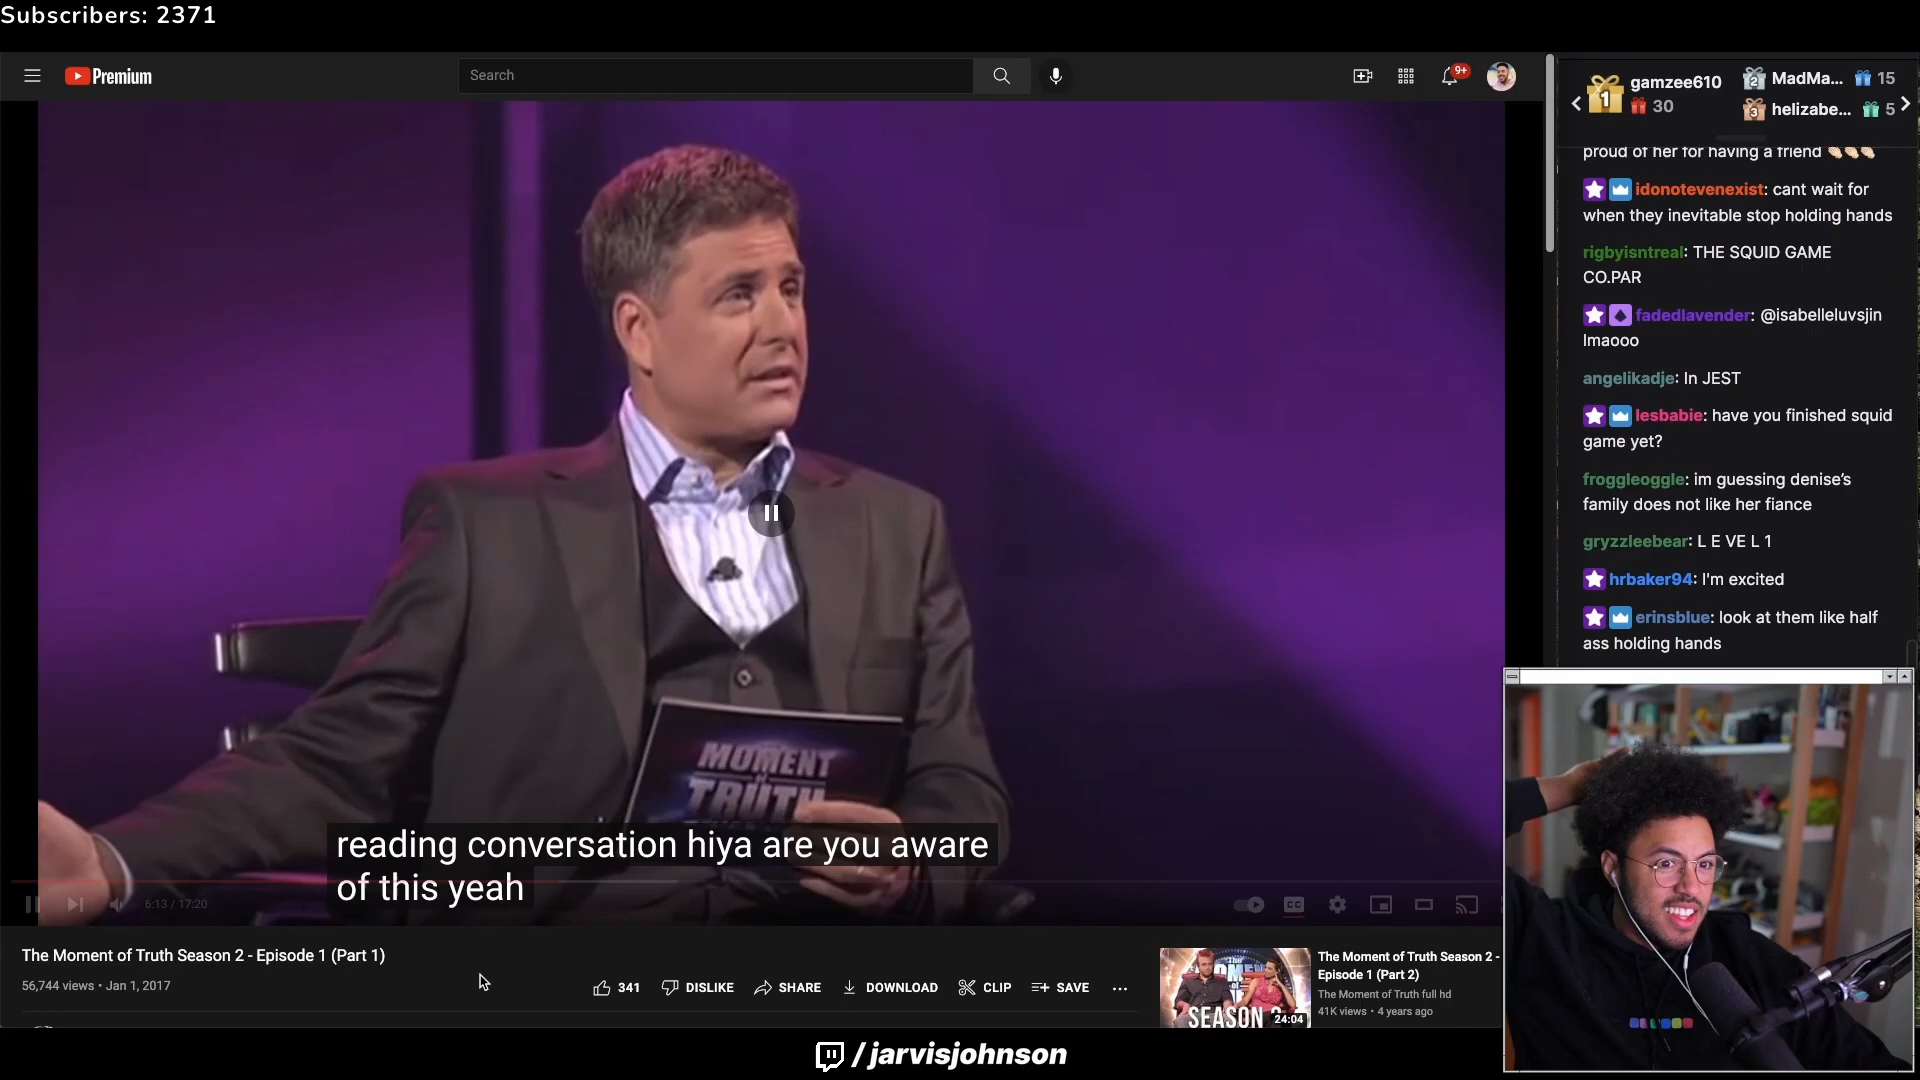 Subscribers: 2371
Premium
Search
9+
1
gamzee610
30
2
MadMa...
15
3
helizabe...
5
proud of her for having a friend
idonotevenexist: cant wait for
when they inevitable stop holding hands
rigbyisntreal: THE SQUID GAME
CO.PAR
fadedlavender: @isabelleluvsjin
lmaooo
angelikadje: In JEST
lesbabie: have you finished squid
game yet?
froggleoggle: im guessing denise's
family does not like her fiance
gryzzleebear: L E VE L 1
hrbaker94: I'm excited
erinsblue: look at them like half
ass holding hands
MOMENT
of
TRUTH
reading conversation hiya are you aware
of this yeah
6:13 / 17:20
CC
The Moment of Truth Season 2 - Episode 1 (Part 1)
56,744 views • Jan 1, 2017
341
DISLIKE
SHARE
DOWNLOAD
CLIP
SAVE
SEASON
24:04
The Moment of Truth Season 2 -
Episode 1 (Part 2)
The Moment of Truth full hd
41K views • 4 years ago
/jarvisjohnson